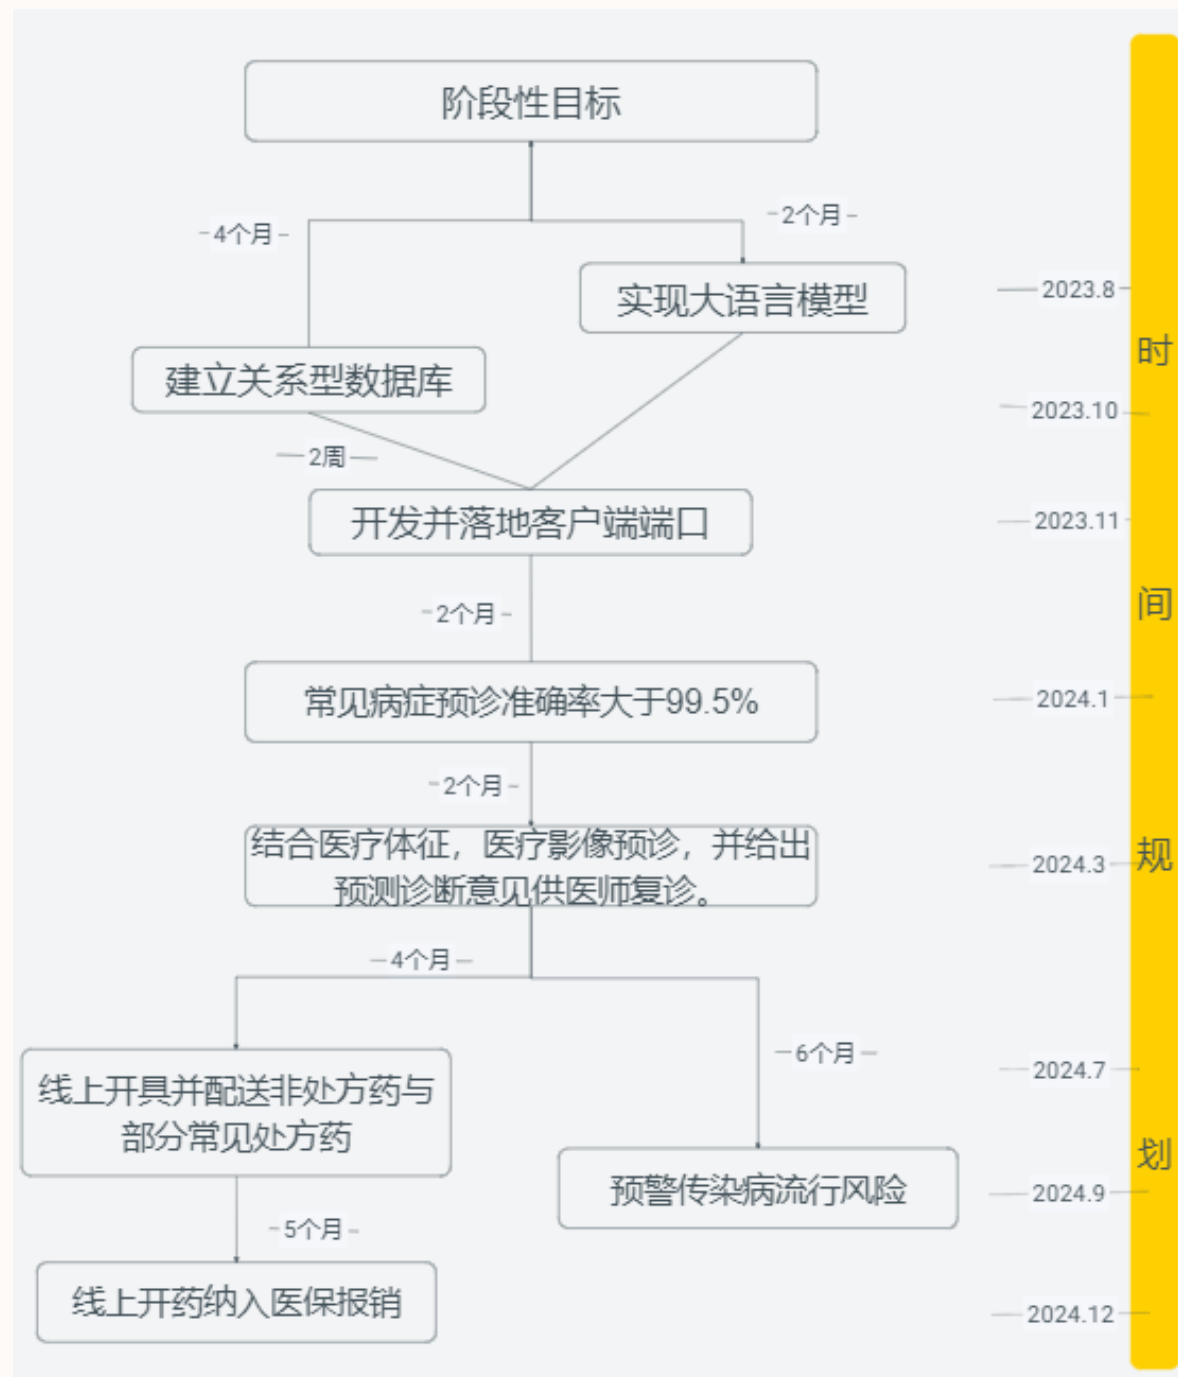 阶段性目标
4个月
2个月
实现大语言模型
2023.8
建立关系型数据库
2023.10
2周
开发并落地客户端端口
2023.11
2个月
常见病症预诊准确率大于99.5%
2024.1
2个月
结合医疗体征，医疗影像预诊，并给出
预测诊断意见供医师复诊。
2024.3
4个月
6个月
线上开具并配送非处方药与
部分常见处方药
2024.7
预警传染病流行风险
2024.9
5个月
线上开药纳入医保报销
2024.12
时
间
规
划